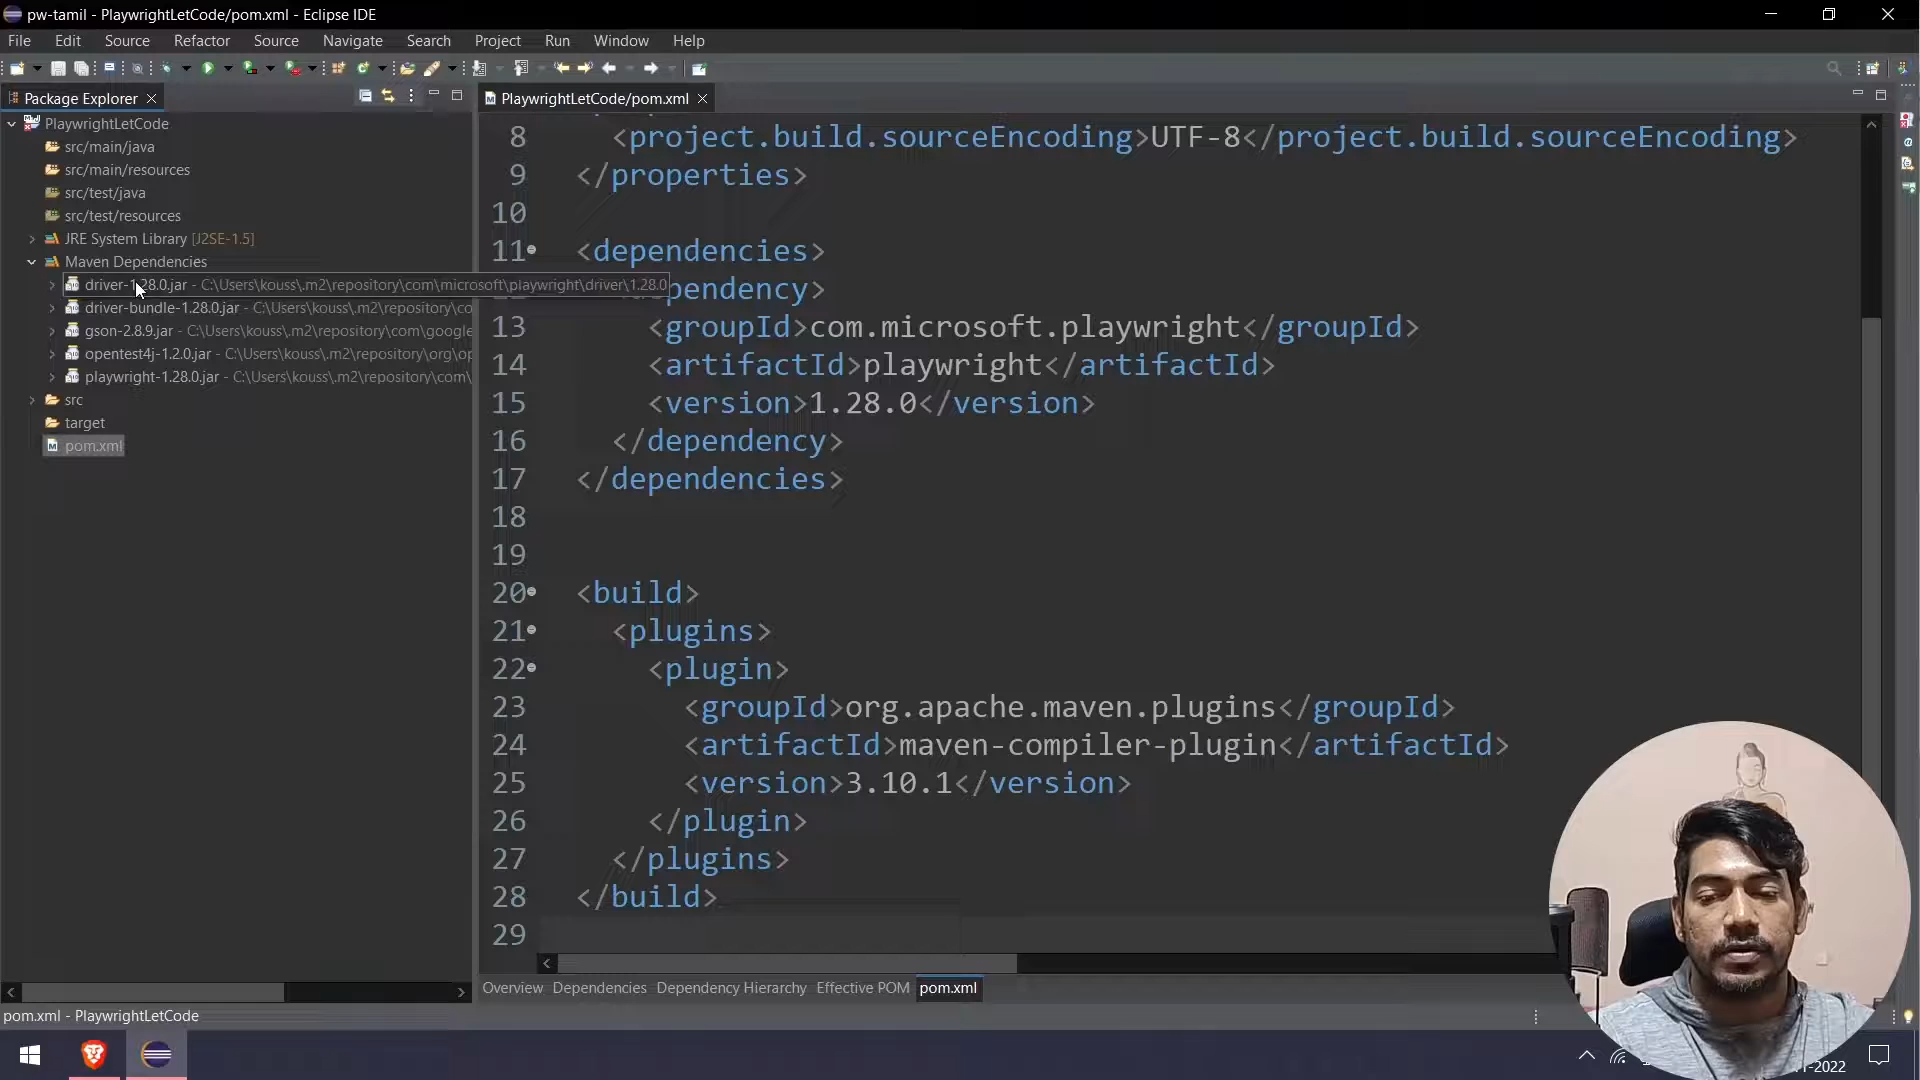 pw-tamil - PlaywrightLetCode/pom.xml - Eclipse IDE
File Edit Source Refactor Source Navigate Search Project Run Window Help
Package Explorer
PlaywrightLetCode/pom.xml
PlaywrightLetCode
src/main/java
src/main/resources
src/test/java
src/test/resources
JRE System Library [J2SE-1.5]
Maven Dependencies
driver-1.28.0.jar - C:\Users\kouss\.m2\repository\com\microsoft\playwright\driver\1.28.0
driver-bundle-1.28.0.jar - C:\Users\kouss\.m2\repository\co
gson-2.8.9.jar - C:\Users\kouss\.m2\repository\com\google
opentest4j-1.2.0.jar - C:\Users\kouss\.m2\repository\org\op
playwright-1.28.0.jar - C:\Users\kouss\.m2\repository\com\
src
target
pom.xml
8 <project.build.sourceEncoding>UTF-8</project.build.sourceEncoding>
9 </properties>
10
11 <dependencies>
pendency>
13 <groupId>com.microsoft.playwright</groupId>
14 <artifactId>playwright</artifactId>
15 <version>1.28.0</version>
16 </dependency>
17 </dependencies>
18
19
20 <build>
21 <plugins>
22 <plugin>
23 <groupId>org.apache.maven.plugins</groupId>
24 <artifactId>maven-compiler-plugin</artifactId>
25 <version>3.10.1</version>
26 </plugin>
27 </plugins>
28 </build>
29
Overview Dependencies Dependency Hierarchy Effective POM pom.xml
pom.xml - PlaywrightLetCode
-2022